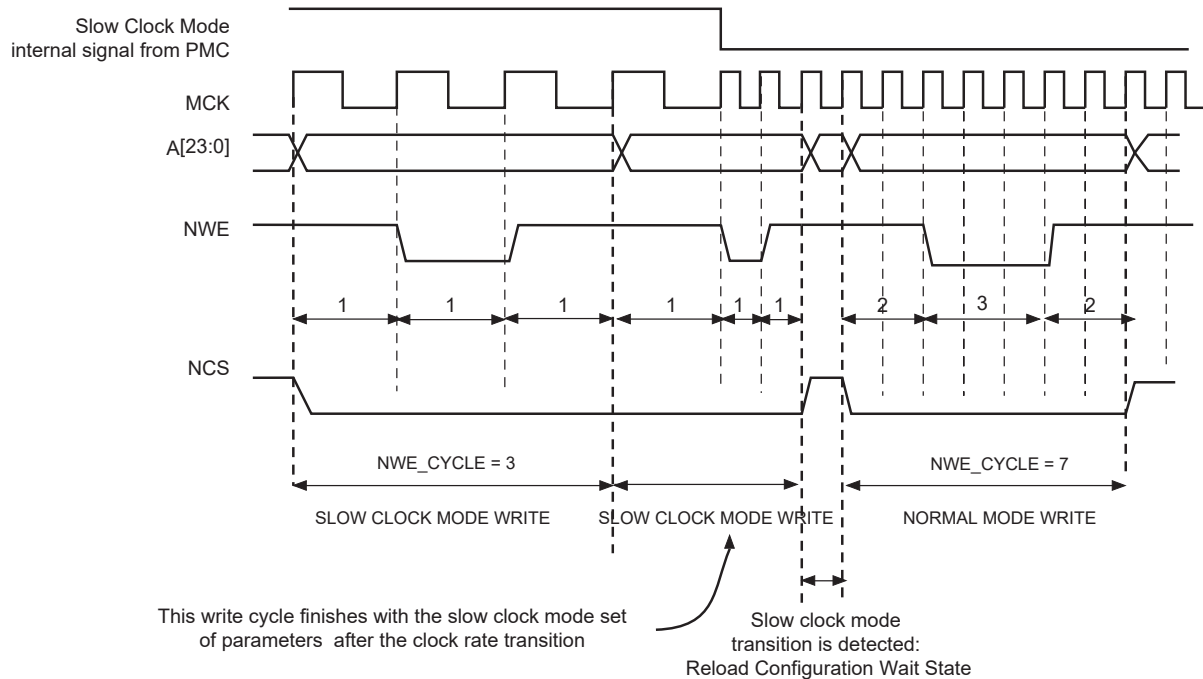 Slow Clock Mode
internal signal from PMC
MCK
A[23:0]
NWE
1 1 1 1 1 1 2 3 2
NCS
NWE_CYCLE = 3 NWE_CYCLE = 7
SLOW CLOCK MODE WRITE SLOW CLOCK MODE WRITE NORMAL MODE WRITE
This write cycle finishes with the slow clock mode set
of parameters after the clock rate transition
Slow clock mode
transition is detected:
Reload Configuration Wait State